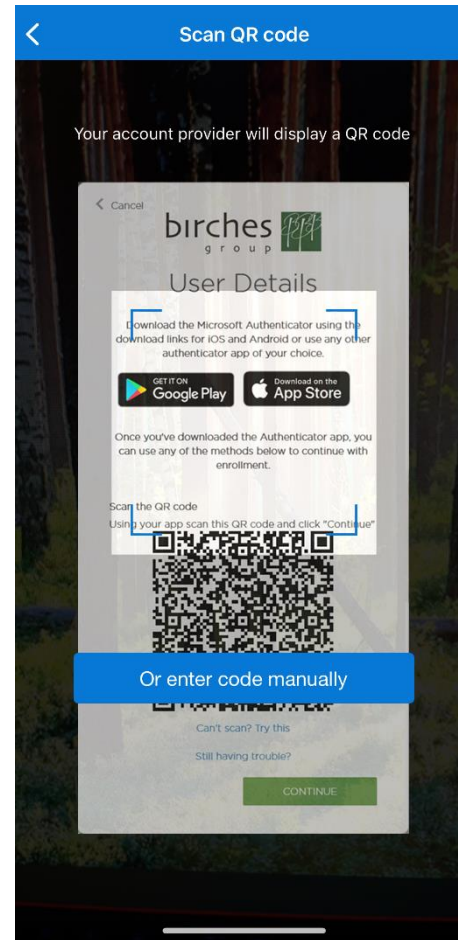 Scan QR code
Your account provider will display a QR code
Cancel
bırches
group
User Details
Download the Microsoft Authenticator using the
download links for iOS and Android or use any other
authenticator app of your choice.
GET IT ON
Google Play
Download on the
App Store
Once you've downloaded the Authenticator app, you
can use any of the methods below to continue with
enrollment.
Scan the QR code
Using your app scan this QR code and click "Continue"
Or enter code manually
Can't scan? Try this
Still having trouble?
CONTINUE